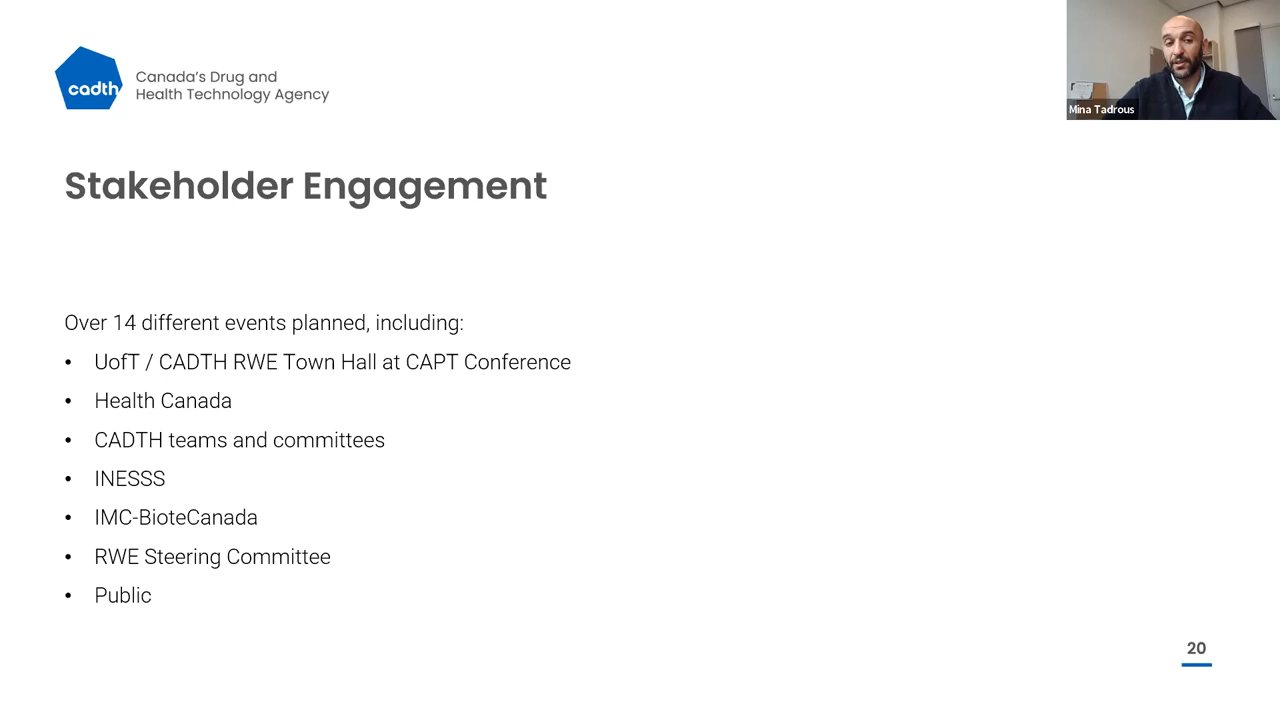 cadth
Canada's Drug and
Health Technology Agency
Mina Tadrous
Stakeholder Engagement
Over 14 different events planned, including:
• UofT / CADTH RWE Town Hall at CAPT Conference
• Health Canada
• CADTH teams and committees
• INESSS
• IMC-BioteCanada
• RWE Steering Committee
• Public
20